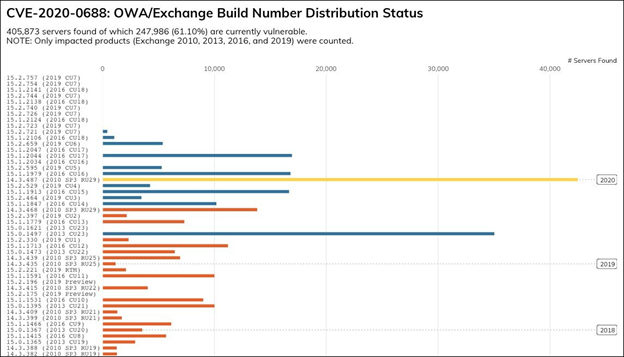 CVE-2020-0688: OWA/Exchange Build Number Distribution Status
405,873 servers found of which 247,986 (61.10%) are currently vulnerable.
NOTE: Only impacted products (Exchange 2010, 2013, 2016, and 2019) were counted.
# Servers Found
0 10,000 20,000 30,000 40,000
15.2.757 (2019 CU7)
15.2.754 (2019 CU7)
15.1.2141 (2016 CU18)
15.2.744 (2019 CU7)
15.1.2138 (2016 CU18)
15.2.740 (2019 CU7)
15.2.726 (2019 CU7)
15.1.2124 (2016 CU18)
15.2.723 (2019 CU7)
15.2.721 (2019 CU7)
15.1.2106 (2016 CU18)
15.2.659 (2019 CU6)
15.1.2047 (2016 CU17)
15.1.2044 (2016 CU17)
15.1.2034 (2016 CU16)
15.2.595 (2019 CU5)
15.1.1979 (2016 CU16)
14.3.487 (2010 SP3 RU29) 2020
15.2.529 (2019 CU4)
15.1.1913 (2016 CU15)
15.2.464 (2019 CU3)
15.1.1847 (2016 CU14)
14.3.468 (2010 SP3 RU29)
15.2.397 (2019 CU2)
15.1.1779 (2016 CU13)
15.0.1621 (2013 CU23)
15.0.1497 (2013 CU23)
15.2.330 (2019 CU1)
15.1.1713 (2016 CU12)
15.0.1473 (2013 CU22)
14.3.439 (2010 SP3 RU25)
14.3.435 (2010 SP3 RU25) 2019
15.2.221 (2019 RTM)
15.1.1591 (2016 CU11)
15.2.196 (2019 Preview)
14.3.415 (2010 SP3 RU22)
15.2.175 (2019 Preview)
15.1.1531 (2016 CU10)
15.0.1395 (2013 CU21)
14.3.409 (2010 SP3 RU21)
14.3.399 (2010 SP3 RU21)
15.1.1466 (2016 CU9)
15.0.1367 (2013 CU20) 2018
15.1.1415 (2016 CU8)
15.0.1365 (2013 CU19)
14.3.388 (2010 SP3 RU19)
14.3.382 (2010 SP3 RU19)